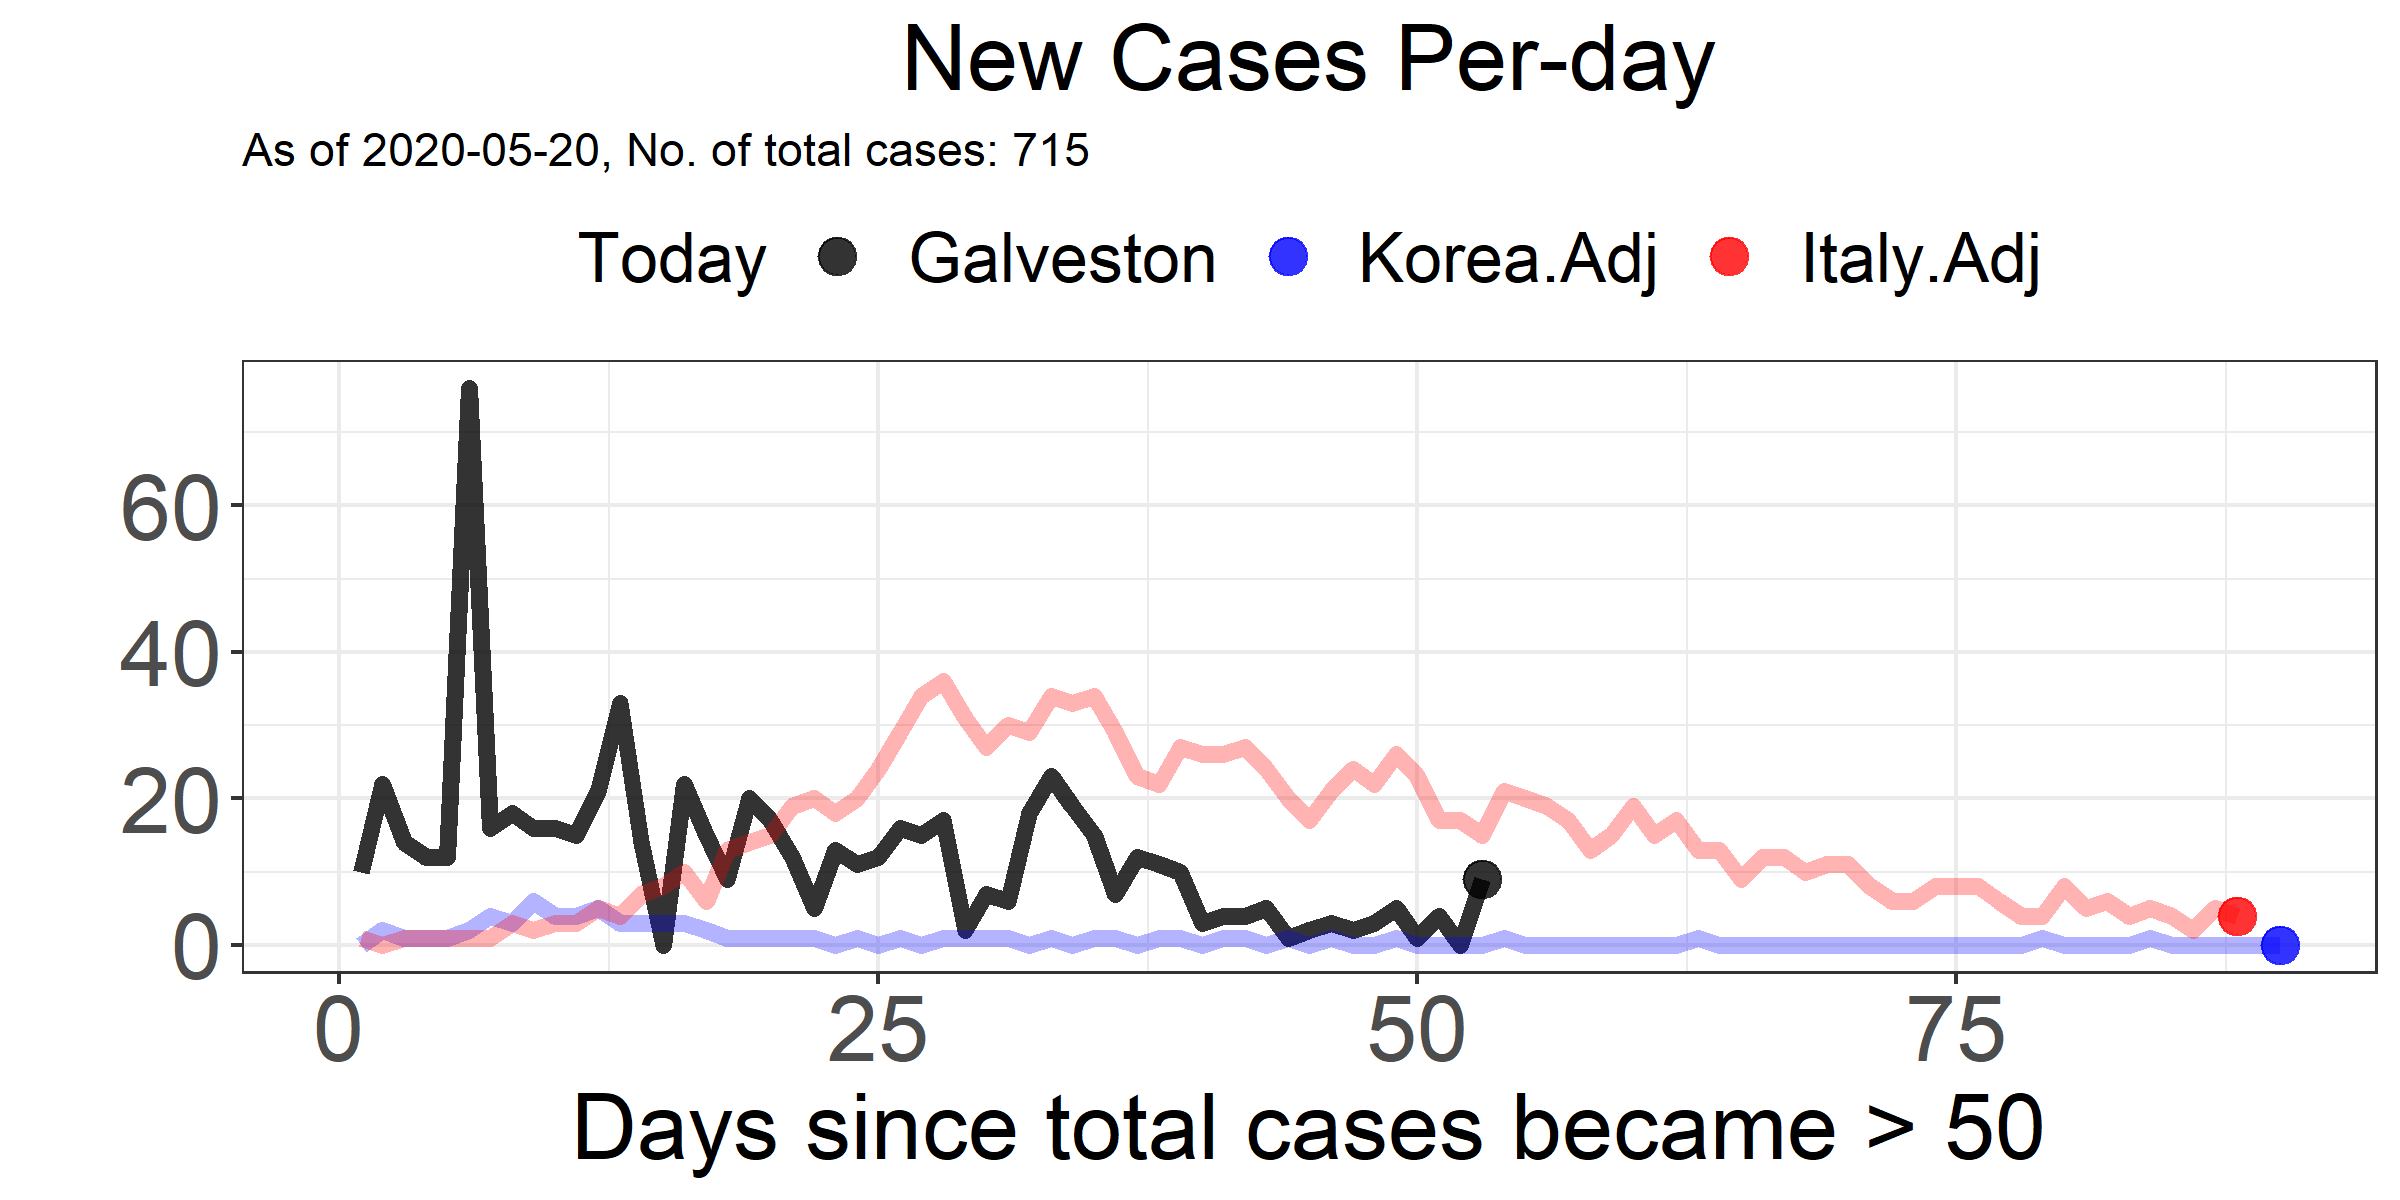 New Cases Per-day
As of 2020-05-20, No. of total cases: 715
Today Galveston Korea.Adj Italy.Adj
60
40
20
0
0 25 50 75
Days since total cases became > 50